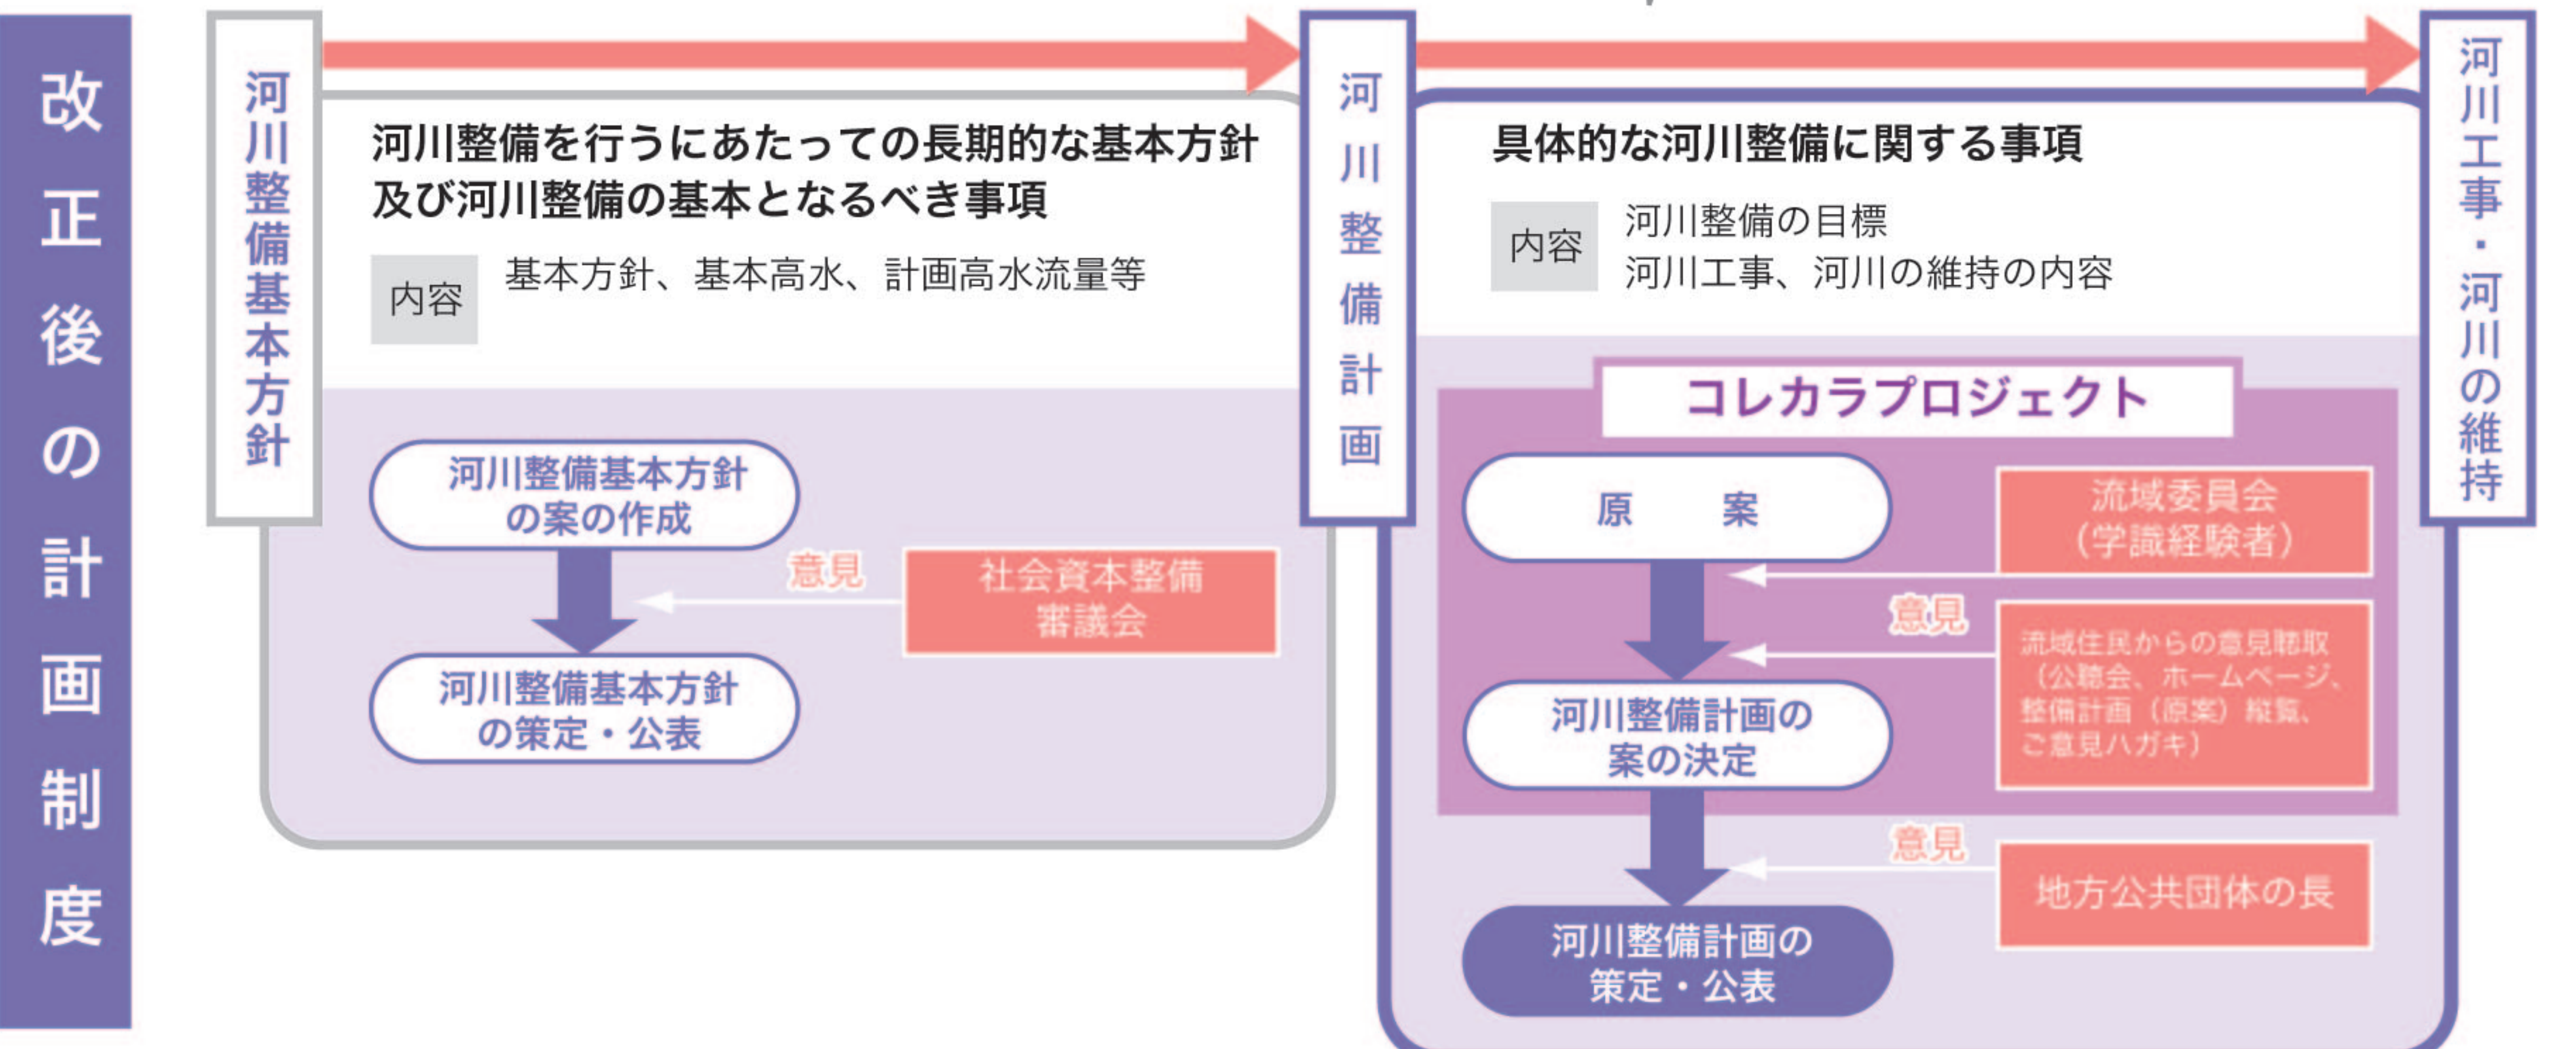 改正後の計画制度
河川整備基本方針
河川整備を行うにあたっての長期的な基本方針
及び河川整備の基本となるべき事項
内容
基本方針、基本高水、計画高水流量等
河川整備基本方針
の案の作成
意見
社会資本整備
審議会
河川整備基本方針
の策定・公表
河川整備計画
具体的な河川整備に関する事項
内容
河川整備の目標
河川工事、河川の維持の内容
コレカラプロジェクト
原 案
流域委員会
（学識経験者）
意見
流域住民からの意見聴取
（公聴会、ホームページ、
整備計画（原案）縦覧、
ご意見ハガキ）
河川整備計画の
案の決定
意見
地方公共団体の長
河川整備計画の
策定・公表
河川工事・河川の維持